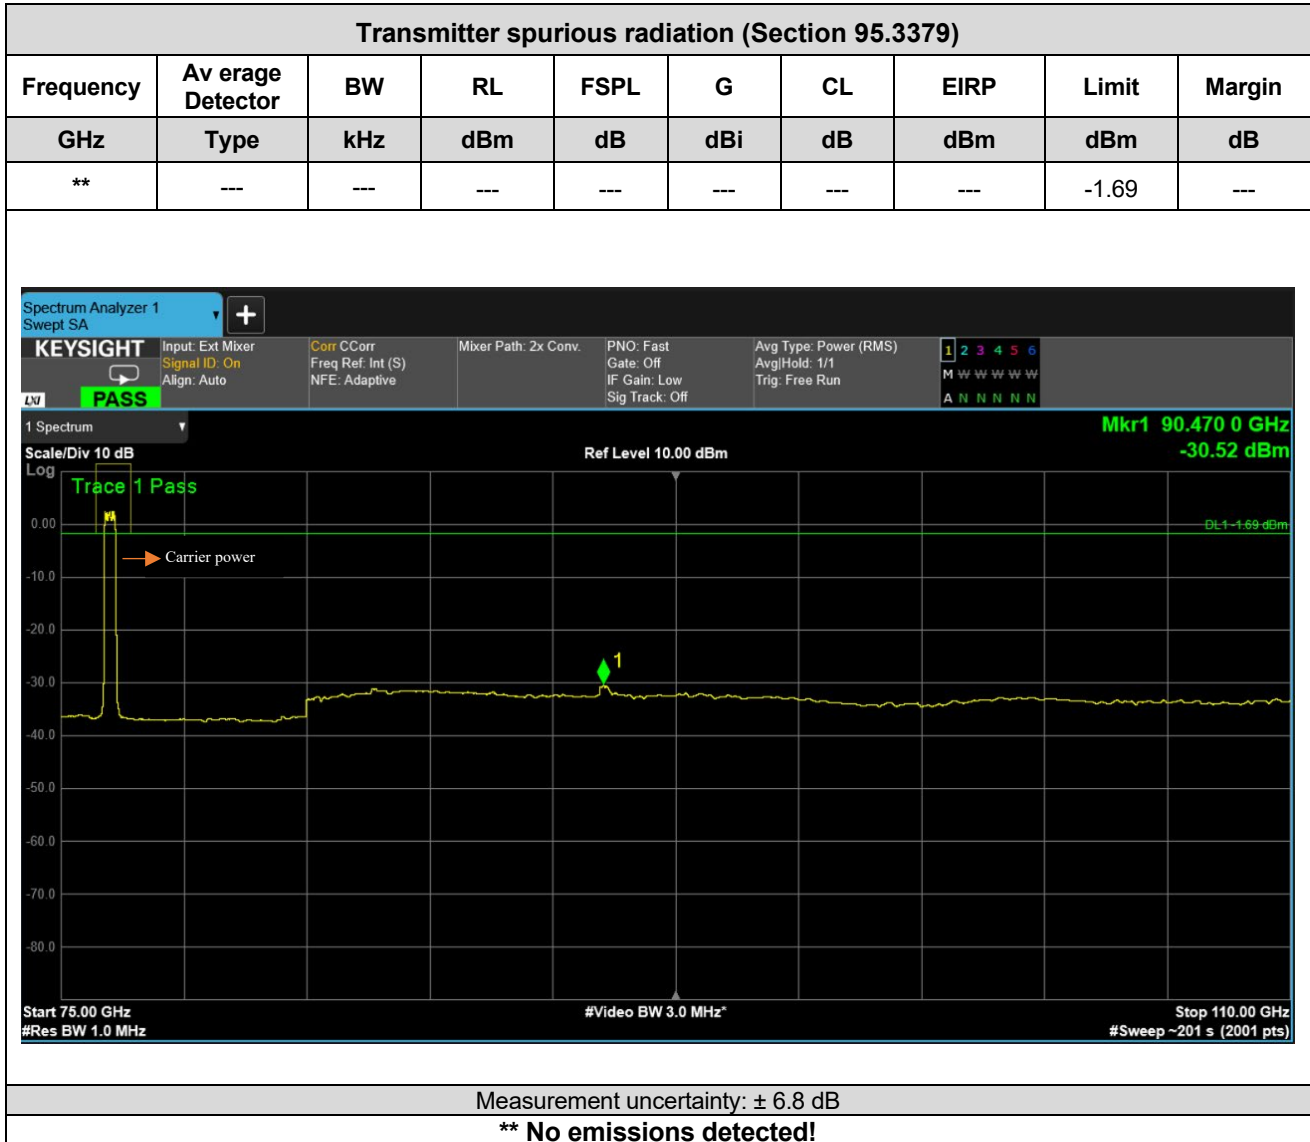 Transmitter spurious radiation (Section 95.3379)
Frequency Av erage Detector BW RL FSPL G CL EIRP Limit Margin
GHz Type kHz dBm dB dBi dB dBm dBm dB
** --- --- --- --- --- --- --- -1.69 ---
Spectrum Analyzer 1
Swept SA
KEYSIGHT Input: Ext Mixer Corr CCorr Mixer Path: 2x Conv. PNO: Fast Avg Type: Power (RMS) 1 2 3 4 5 6
Signal ID: On Freq Ref: Int (S) Gate: Off Avg|Hold: 1/1 M W W W W W
Align: Auto NFE: Adaptive IF Gain: Low Trig: Free Run
LXI PASS Sig Track: Off A N N N N N
1 Spectrum Mkr1 90.470 0 GHz
Scale/Div 10 dB Ref Level 10.00 dBm -30.52 dBm
Log
Trace 1 Pass
0.00 DL1 -1.69 dBm
Carrier power
-10.0
-20.0
1
-30.0
-40.0
-50.0
-60.0
-70.0
-80.0
Start 75.00 GHz #Video BW 3.0 MHz* Stop 110.00 GHz
#Res BW 1.0 MHz #Sweep ~201 s (2001 pts)
Measurement uncertainty: ± 6.8 dB
** No emissions detected!